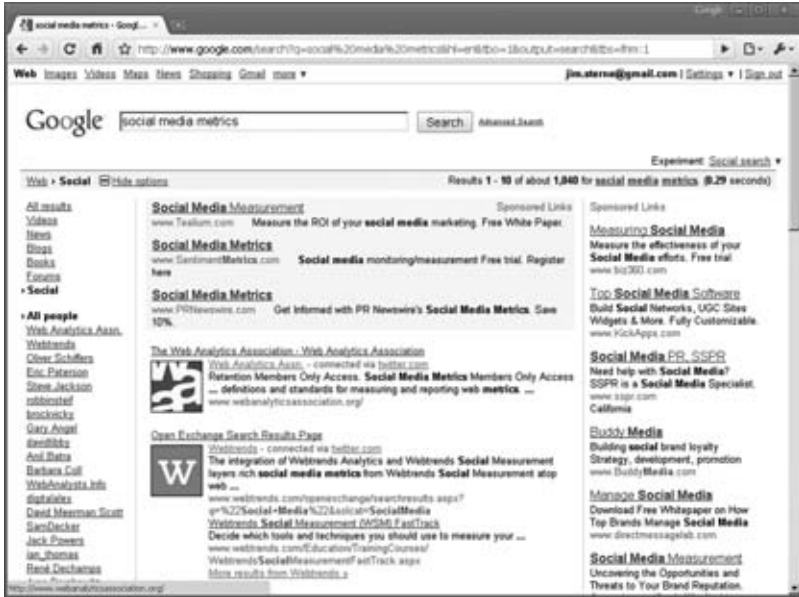 social media metrics - Googl...
http://www.google.com/search?q=social%20media%20metrics&hl=en&tbo=1&output=search&tbs=frm:1
Web Images Videos Maps News Shopping Gmail more ▼
jim.sterne@gmail.com | Settings ▼ | Sign out
Google
social media metrics
Search
Advanced Search
Experiment: Social search ▼
Web › Social Hide options
Results 1 - 10 of about 1,040 for social media metrics. (0.29 seconds)
All results
Videos
News
Blogs
Books
Forums
› Social
› All people
Web Analytics Assn.
Webtrends
Oliver Schiffers
Eric Peterson
Steve Jackson
robbinstef
brockvicky
Gary Angel
Anil Batra
Barbara Coll
WebAnalysts.Info
digitalalex
David Meerman Scott
SamDecker
Jack Powers
ian_thomas
René Dechamps
Social Media Measurement
Sponsored Links
www.Tealium.com Measure the ROI of your social media marketing. Free White Paper.
Social Media Metrics
www.SentimentMetrics.com Social media monitoring/measurement Free trial. Register
here
Social Media Metrics
www.PRNewswire.com Get Informed with PR Newswire's Social Media Metrics. Save
10%.
The Web Analytics Association - Web Analytics Association
Web Analytics Assn. - connected via twitter.com
Retention Members Only Access. Social Media Metrics Members Only Access
... definitions and standards for measuring and reporting web metrics. ...
www.webanalyticsassociation.org/
waa
Open Exchange Search Results Page
Webtrends - connected via twitter.com
The integration of Webtrends Analytics and Webtrends Social Measurement
layers rich social media metrics from Webtrends Social Measurement atop
web ...
www.webtrends.com/openexchange/searchresults.aspx?
q=%22Social+Media%22&solcat=SocialMedia
W
Webtrends Social Measurement (WSM) FastTrack
Decide which tools and techniques you should use to measure your ...
www.webtrends.com/Education/TrainingCourses/
WebtrendsSocialMeasurementFastTrack.aspx
More results from Webtrends »
Sponsored Links
Measuring Social Media
Measure the effectiveness of your
Social Media efforts. Free trial
www.biz360.com
Top Social Media Software
Build Social Networks, UGC Sites
Widgets & More. Fully Customizable.
www.KickApps.com
Social Media PR, SSPR
Need help with Social Media?
SSPR is a Social Media Specialist.
www.sspr.com
California
Buddy Media
Building social brand loyalty
Strategy, development, promotion
www.BuddyMedia.com
Manage Social Media
Download Free Whitepaper on How
Top Brands Manage Social Media
www.directmessagelab.com
Social Media Measurement
Uncovering the Opportunities and
Threats to Your Brand Reputation.
http://www.webanalyticsassociation.org/